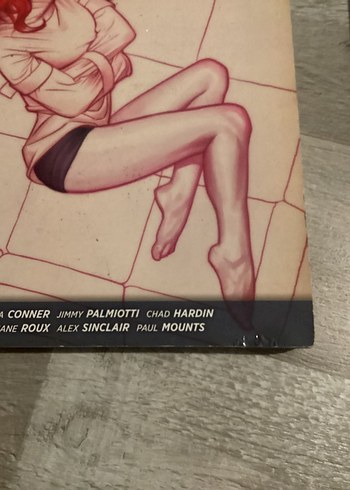 CONNER JIMMY PALMIOTTI CHAD HARDIN
ROUX ALEX SINCLAIR PAUL MOUNTS